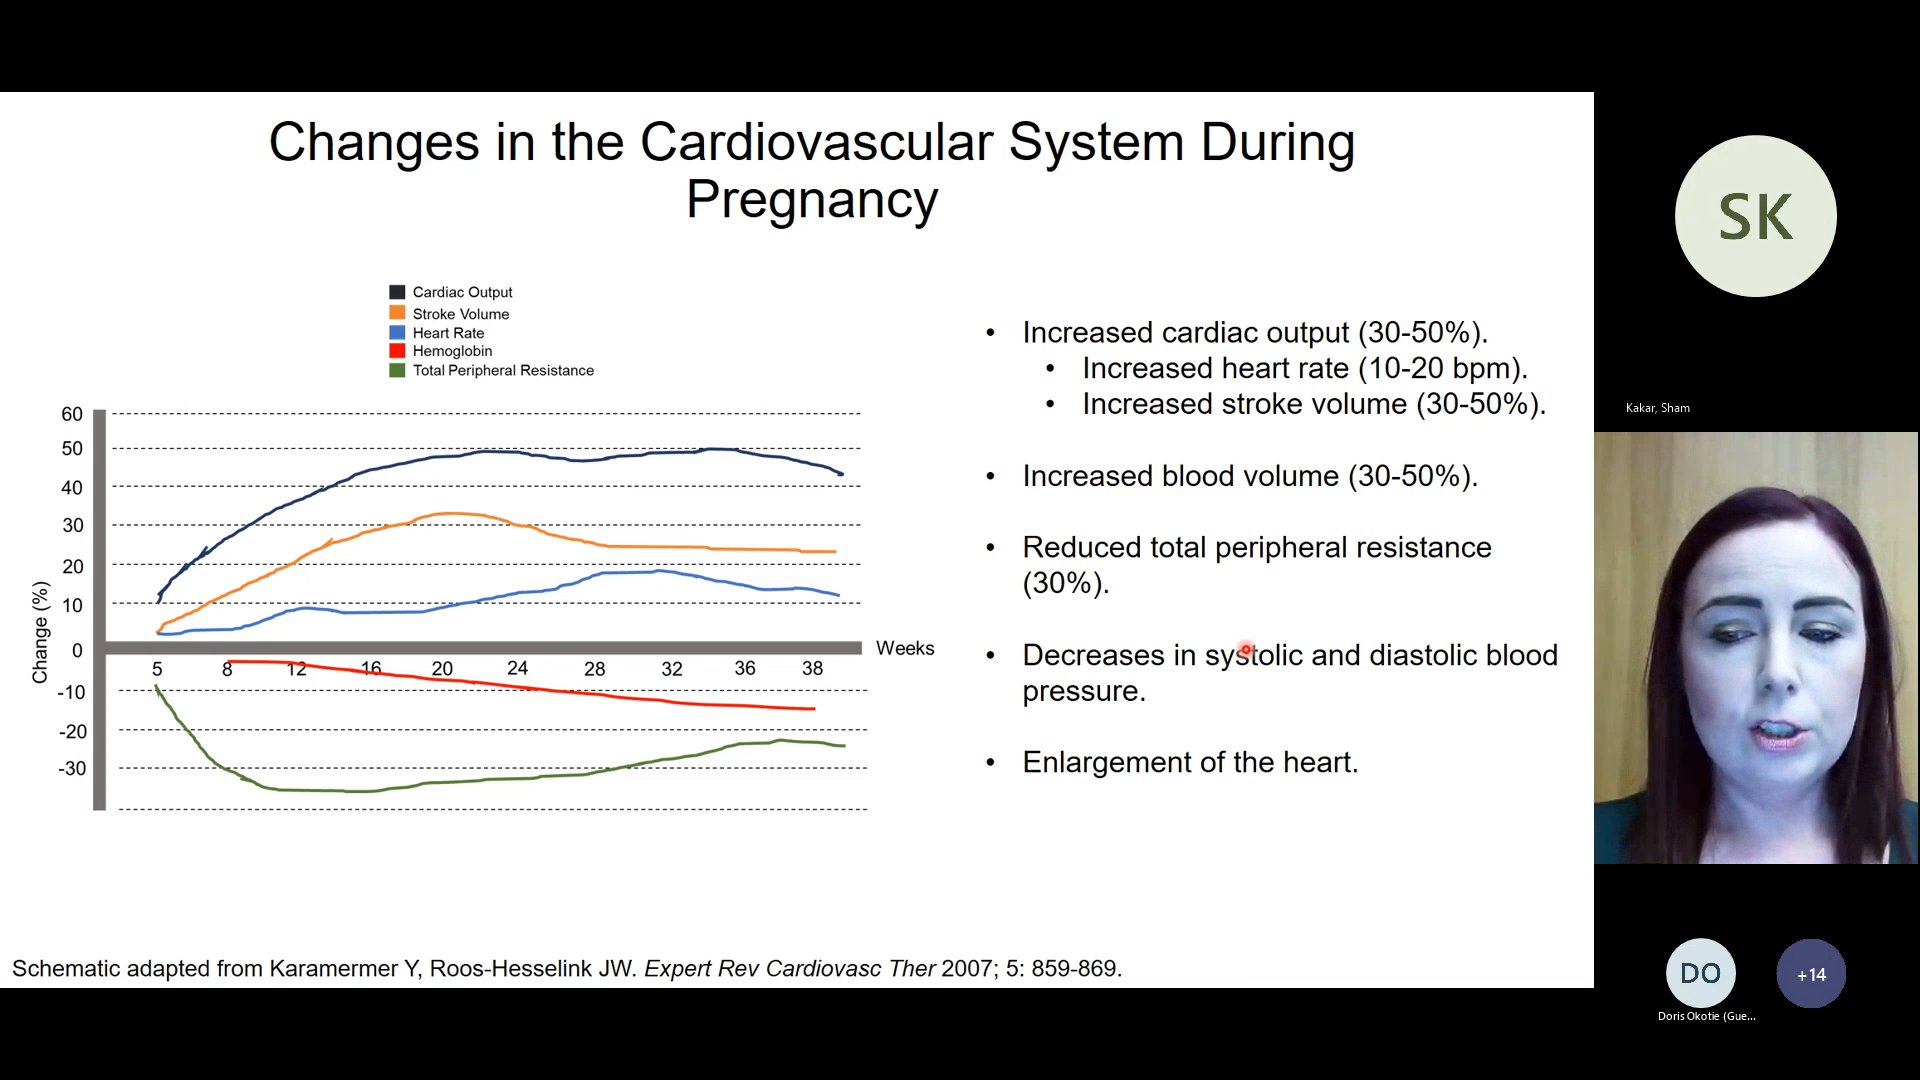 Changes in the Cardiovascular System During
Pregnancy
Cardiac Output
Stroke Volume
Heart Rate
Hemoglobin
Total Peripheral Resistance
60
50
40
30
20
10
0
-10
-20
-30
Change (%)
5 8 12 16 20 24 28 32 36 38
Weeks
• Increased cardiac output (30-50%).
• Increased heart rate (10-20 bpm).
• Increased stroke volume (30-50%).
• Increased blood volume (30-50%).
• Reduced total peripheral resistance
(30%).
• Decreases in systolic and diastolic blood
pressure.
• Enlargement of the heart.
Schematic adapted from Karamermer Y, Roos-Hesselink JW. Expert Rev Cardiovasc Ther 2007; 5: 859-869.
SK
Kakar, Sham
DO
+14
Doris Okotie (Gue...